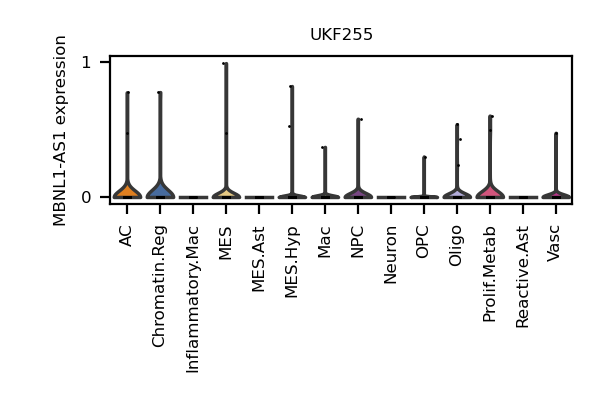 UKF255
MBNL1-AS1 expression
1
0
AC
Chromatin.Reg
Inflammatory.Mac
MES
MES.Ast
MES.Hyp
Mac
NPC
Neuron
OPC
Oligo
Prolif.Metab
Reactive.Ast
Vasc